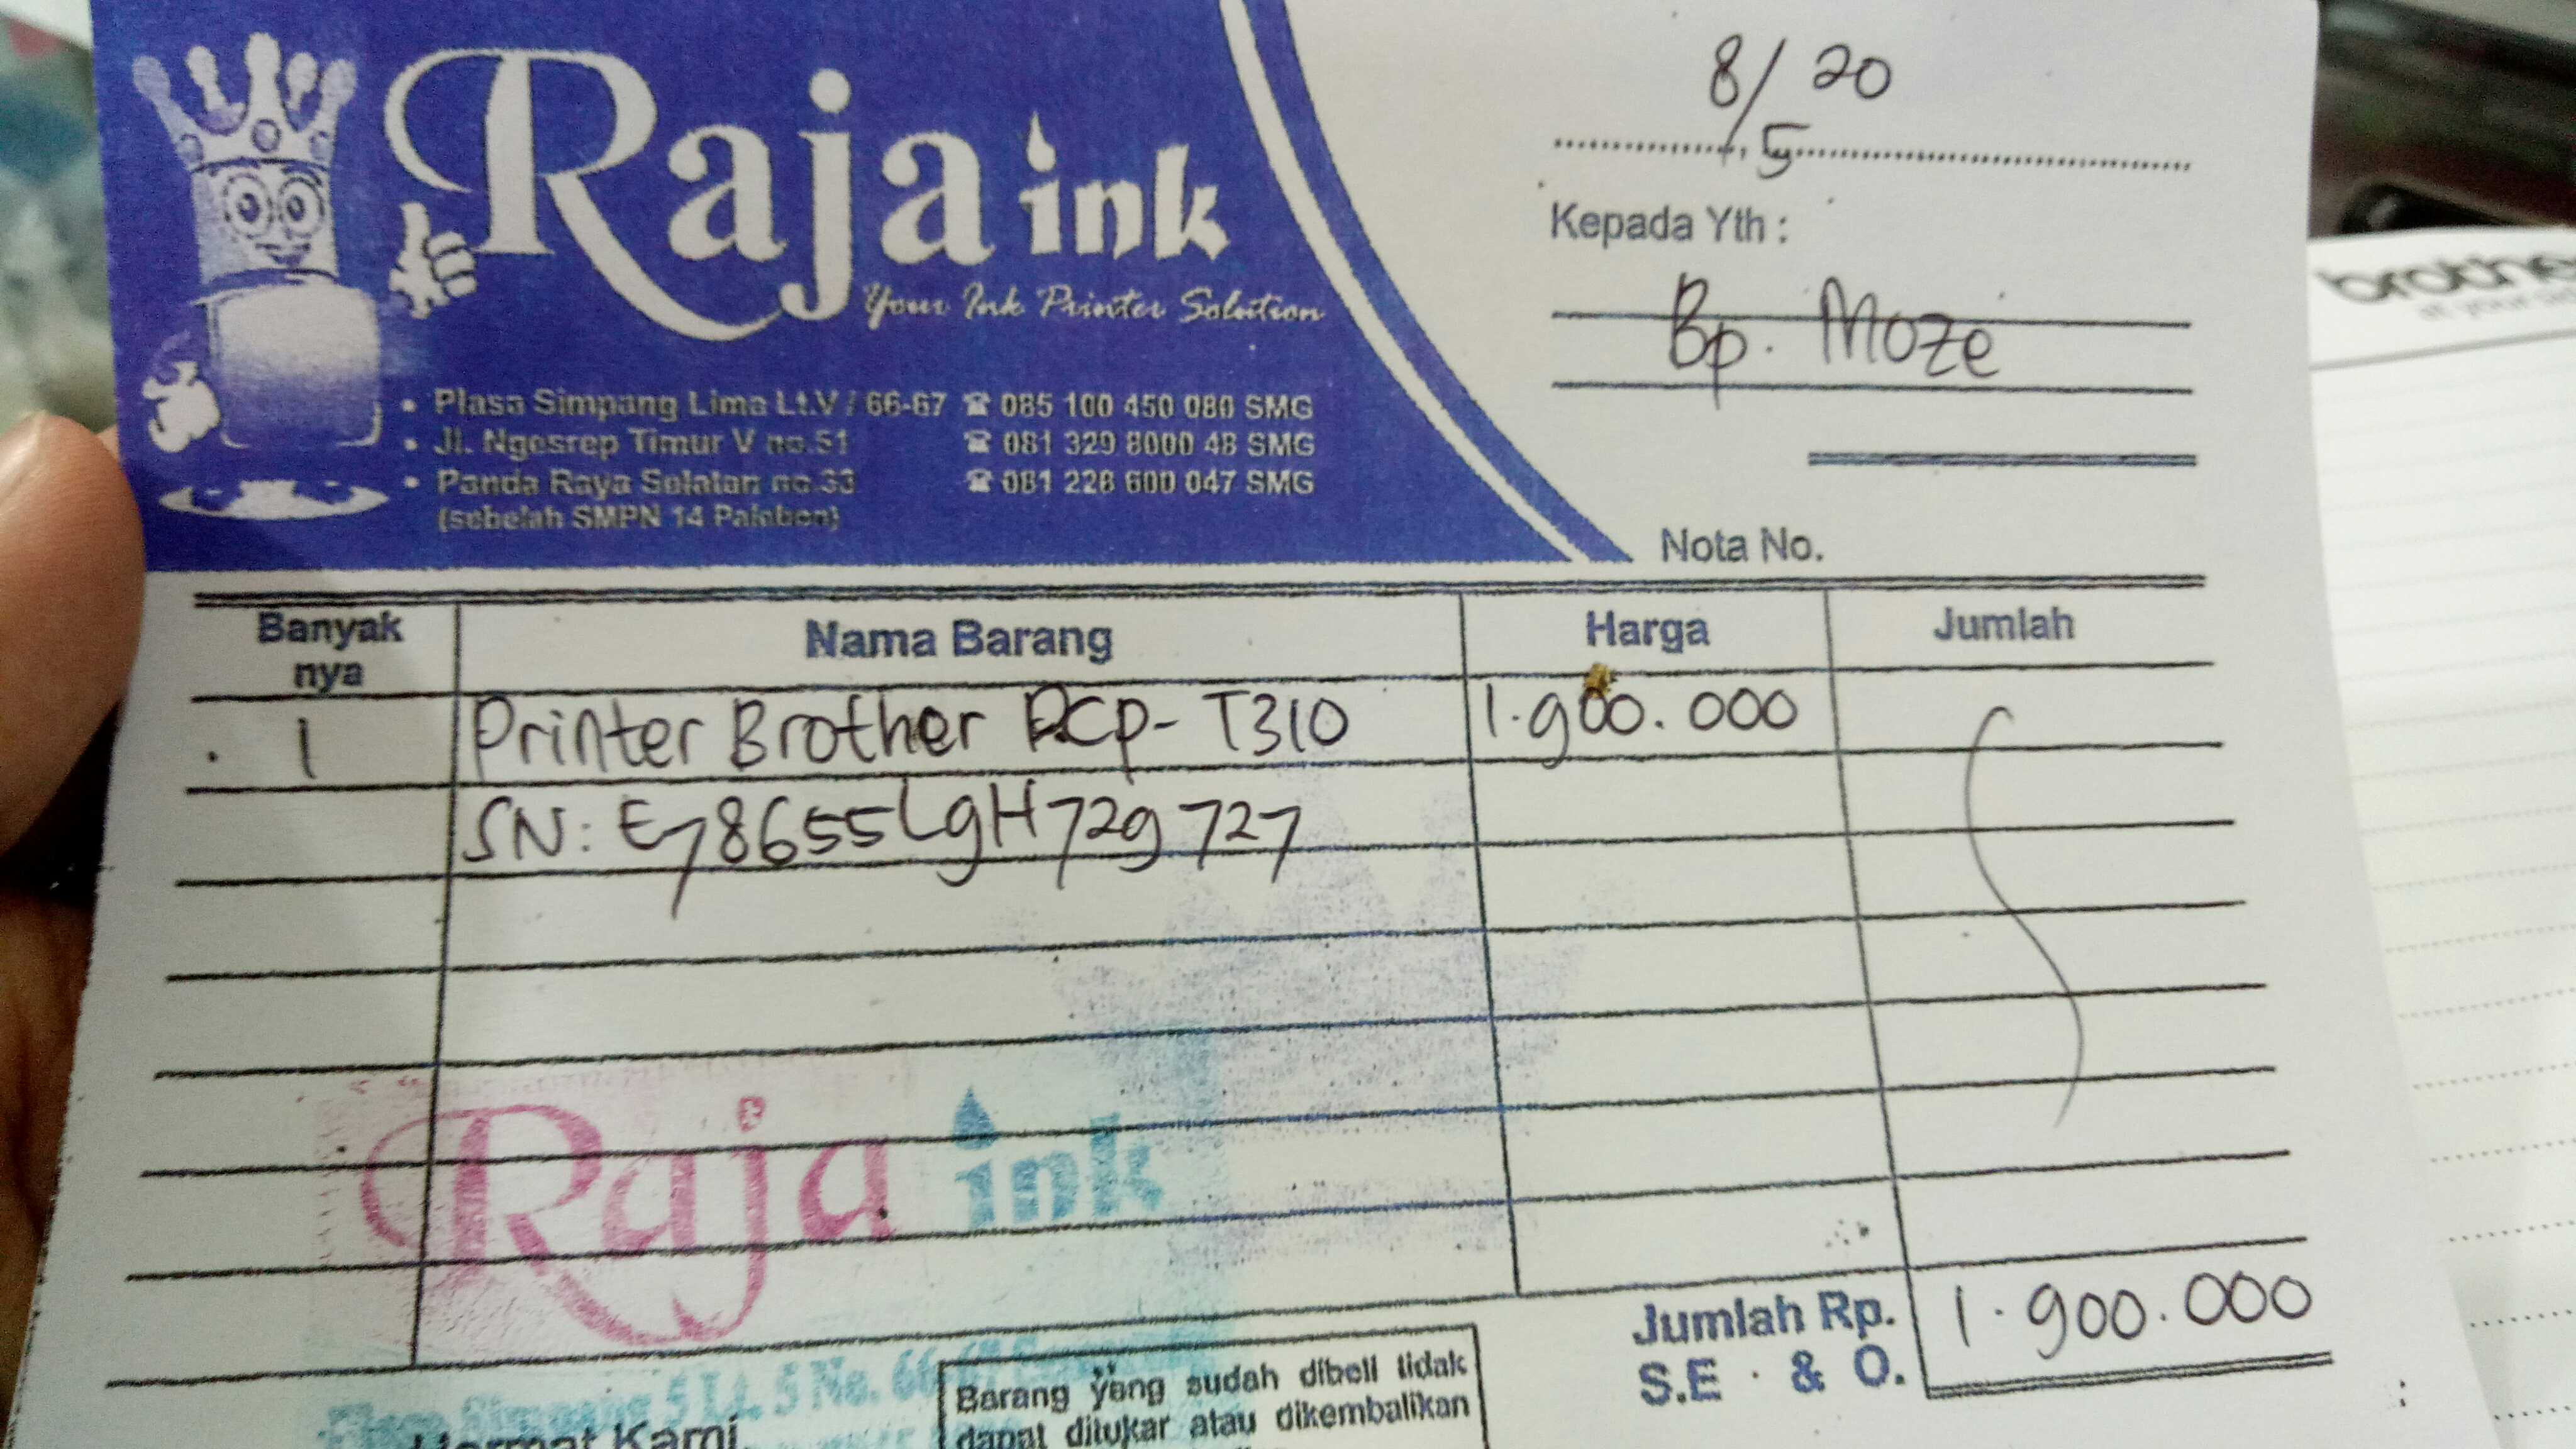 Raja ink
Your Ink Printer Solution
• Plasa Simpang Lima Lt.V / 66-67 ☎ 085 100 450 080 SMG
• Jl. Ngesrep Timur V no.51 ☎ 081 329 8000 48 SMG
• Panda Raya Selatan no.33 ☎ 081 228 600 047 SMG
(sebelah SMPN 14 Palebon)
8/5 20
Kepada Yth :
Bp. Moze
Nota No.
Banyak nya Nama Barang Harga Jumlah
1 Printer Brother DCP-T310 1.900.000
SN: E78655L9H729727
Raja ink
Jumlah Rp. 1.900.000
S.E & O.
Barang yang sudah dibeli tidak
dapat ditukar atau dikembalikan
Hormat Kami,
brother